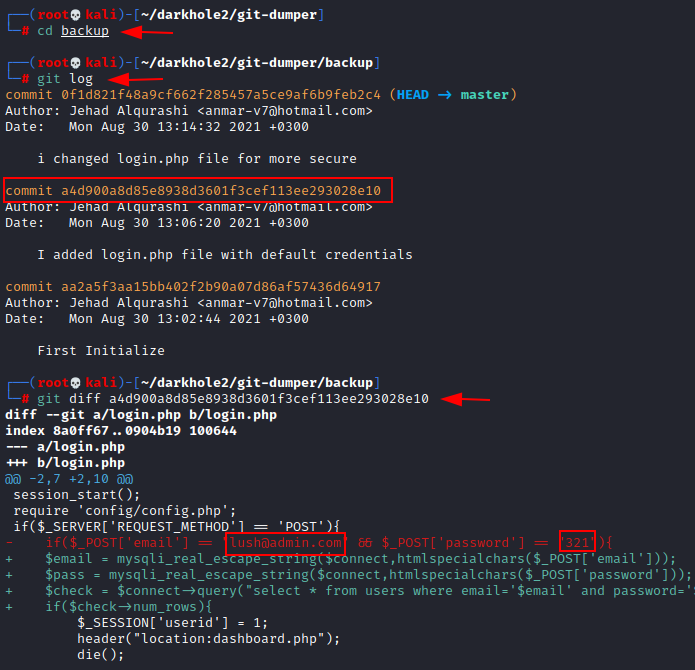 (root💀kali)-[~/darkhole2/git-dumper]
# cd backup
(root💀kali)-[~/darkhole2/git-dumper/backup]
# git log
commit 0f1d821f48a9cf662f285457a5ce9af6b9feb2c4 (HEAD → master)
Author: Jehad Alqurashi <anmar-v7@hotmail.com>
Date:   Mon Aug 30 13:14:32 2021 +0300
i changed login.php file for more secure
commit a4d900a8d85e8938d3601f3cef113ee293028e10
Author: Jehad Alqurashi <anmar-v7@hotmail.com>
Date:   Mon Aug 30 13:06:20 2021 +0300
I added login.php file with default credentials
commit aa2a5f3aa15bb402f2b90a07d86af57436d64917
Author: Jehad Alqurashi <anmar-v7@hotmail.com>
Date:   Mon Aug 30 13:02:44 2021 +0300
First Initialize
(root💀kali)-[~/darkhole2/git-dumper/backup]
# git diff a4d900a8d85e8938d3601f3cef113ee293028e10
diff --git a/login.php b/login.php
index 8a0ff67..0904b19 100644
--- a/login.php
+++ b/login.php
@@ -2,7 +2,10 @@
session_start();
require 'config/config.php';
if($_SERVER['REQUEST_METHOD'] == 'POST'){
-    if($_POST['email'] == 'lush@admin.com' && $_POST['password'] == '321'){
+    $email = mysqli_real_escape_string($connect,htmlspecialchars($_POST['email']));
+    $pass = mysqli_real_escape_string($connect,htmlspecialchars($_POST['password']));
+    $check = $connect→query("select * from users where email='$email' and password='
+    if($check→num_rows){
$_SESSION['userid'] = 1;
header("location:dashboard.php");
die();